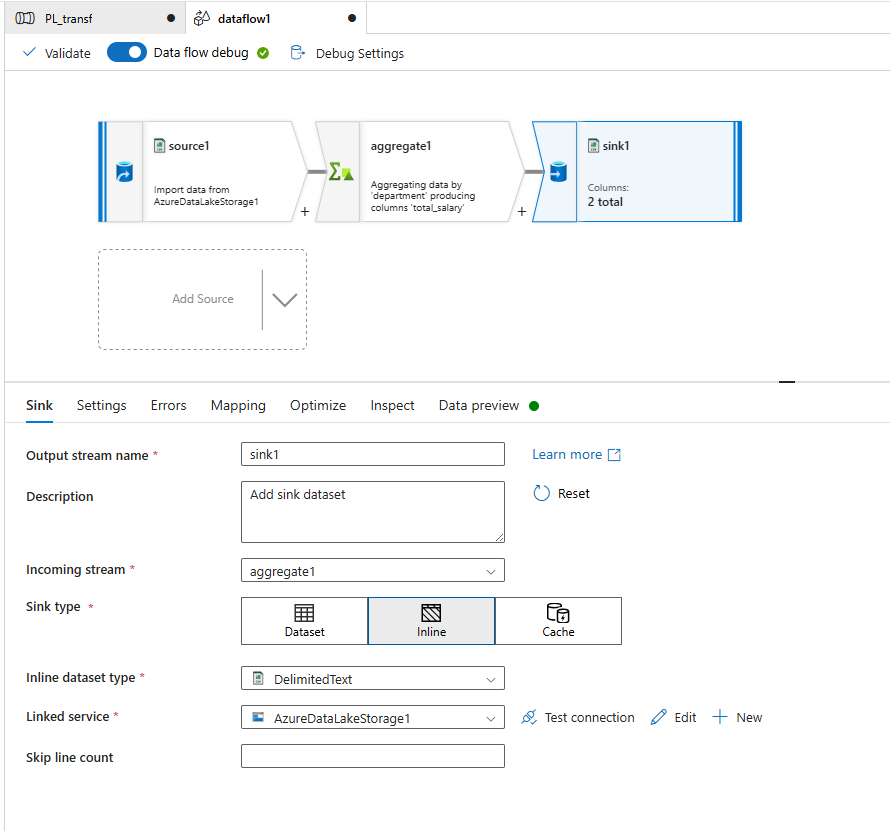 PL_transf
dataflow1
Validate
Data flow debug
Debug Settings
source1
Import data from
AzureDataLakeStorage1
+
aggregate1
Aggregating data by
'department' producing
columns 'total_salary'
+
sink1
Columns:
2 total
Add Source
Sink Settings Errors Mapping Optimize Inspect Data preview
Output stream name * sink1 Learn more
Description Add sink dataset Reset
Incoming stream * aggregate1
Sink type *
Dataset Inline Cache
Inline dataset type * DelimitedText
Linked service * AzureDataLakeStorage1 Test connection Edit New
Skip line count